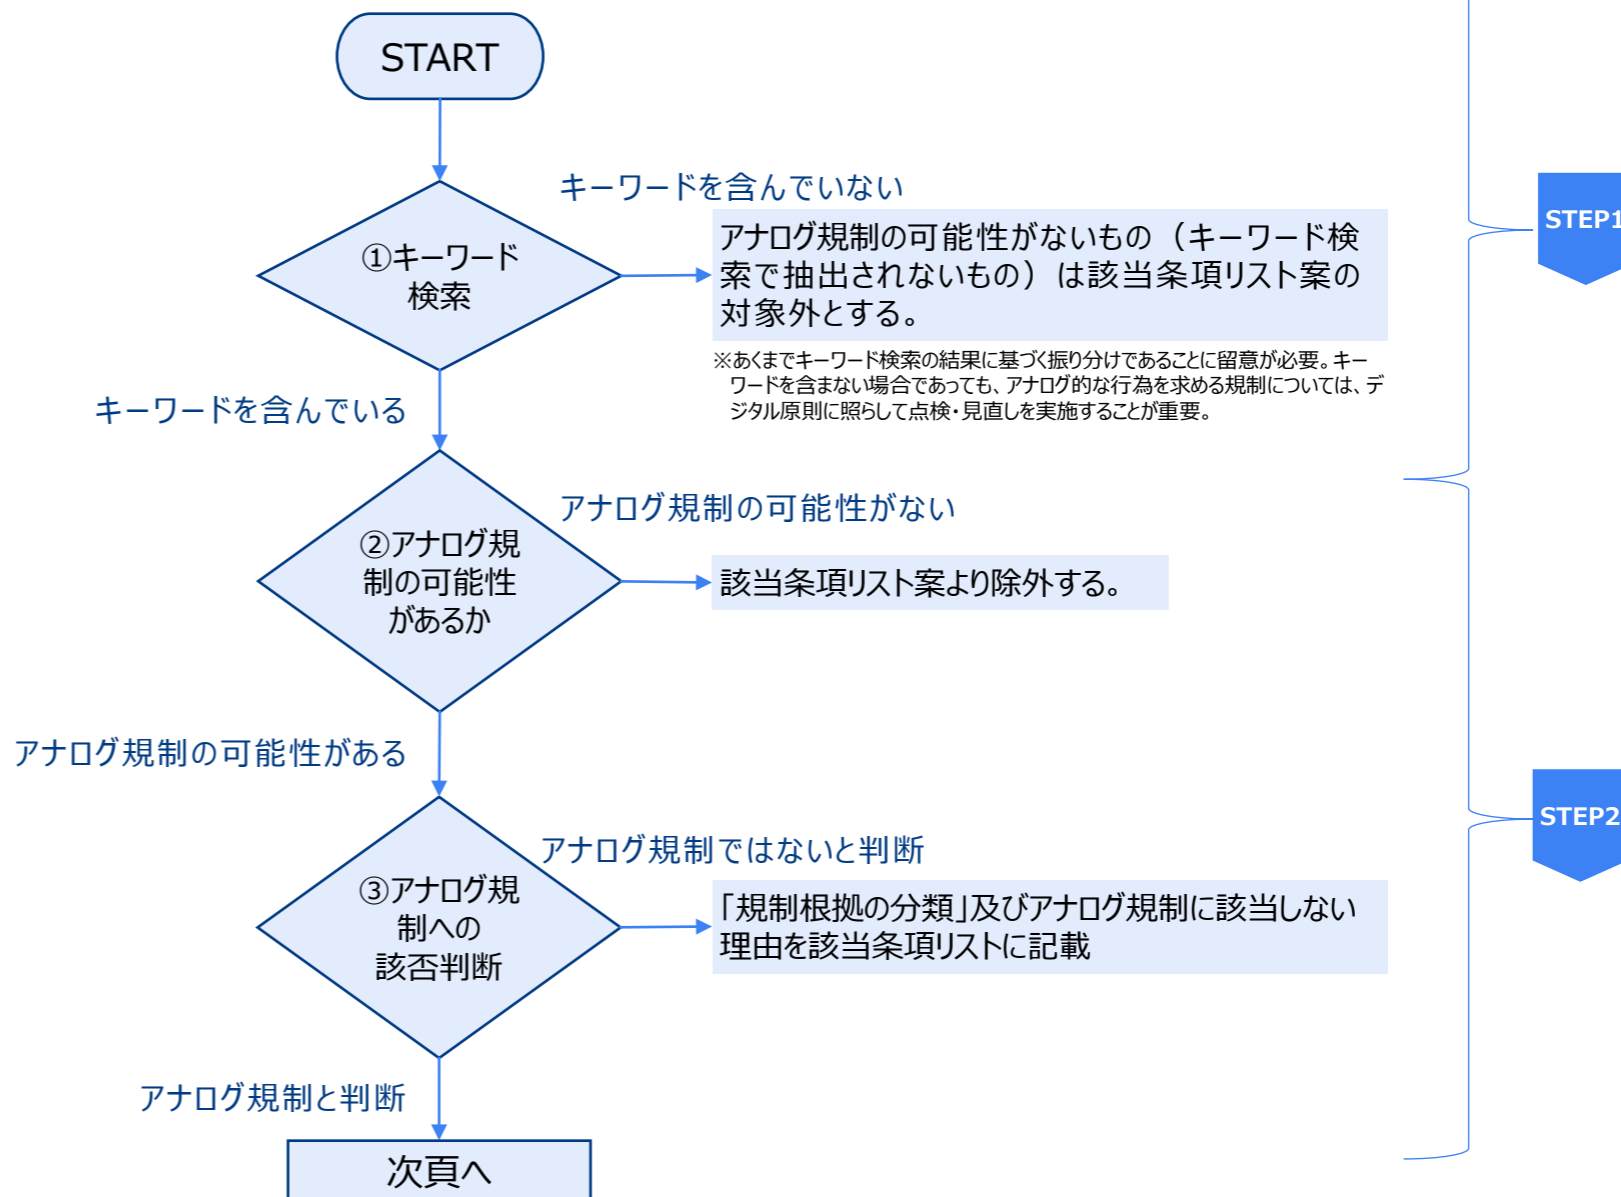 START
キーワードを含んでいない
①キーワード
検索
アナログ規制の可能性がないもの（キーワード検
索で抽出されないもの）は該当条項リスト案の
対象外とする。
※あくまでキーワード検索の結果に基づく振り分けであることに留意が必要。キー
ワードを含まない場合であっても、アナログ的な行為を求める規制については、デ
ジタル原則に照らして点検・見直しを実施することが重要。
STEP1
キーワードを含んでいる
アナログ規制の可能性がない
②アナログ規
制の可能性
があるか
該当条項リスト案より除外する。
アナログ規制の可能性がある
アナログ規制ではないと判断
③アナログ規
制への
該否判断
「規制根拠の分類」及びアナログ規制に該当しない
理由を該当条項リストに記載
STEP2
アナログ規制と判断
次頁へ